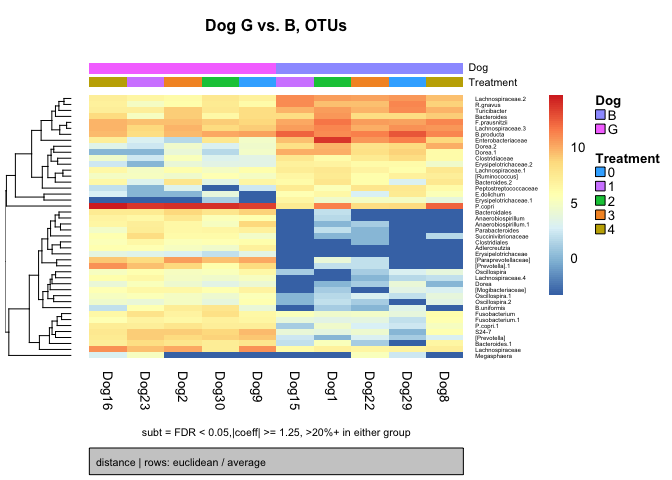 Dog G vs. B, OTUs
Dog
Treatment
Lachnospiraceae.2
R.gnavus
Turicibacter
Bacteroides
F.prausnitzii
Lachnospiraceae.3
B.producta
Enterobacteriaceae
Dorea.2
Dorea.1
Clostridiaceae
Erysipelotrichaceae.2
Lachnospiraceae.1
[Ruminococcus]
Bacteroides.2
Peptostreptococcaceae
E.dolichum
Erysipelotrichaceae.1
P.copri
Bacteroidales
Anaerobiospirillum
Anaerobiospirillum.1
Parabacteroides
Succinivibrionaceae
Clostridiales
Adlercreutzia
Erysipelotrichaceae
[Paraprevotellaceae]
[Prevotella].1
Oscillospira
Lachnospiraceae.4
Dorea
[Mogibacteriaceae]
Oscillospira.1
Oscillospira.2
B.uniformis
Fusobacterium
Fusobacterium.1
P.copri.1
S24-7
[Prevotella]
Bacteroides.1
Lachnospiraceae
Megasphaera
10
5
0
Dog
B
G
Treatment
0
1
2
3
4
Dog16
Dog23
Dog2
Dog30
Dog9
Dog15
Dog1
Dog22
Dog29
Dog8
subt = FDR < 0.05,|coeff| >= 1.25, >20%+ in either group
distance | rows: euclidean / average